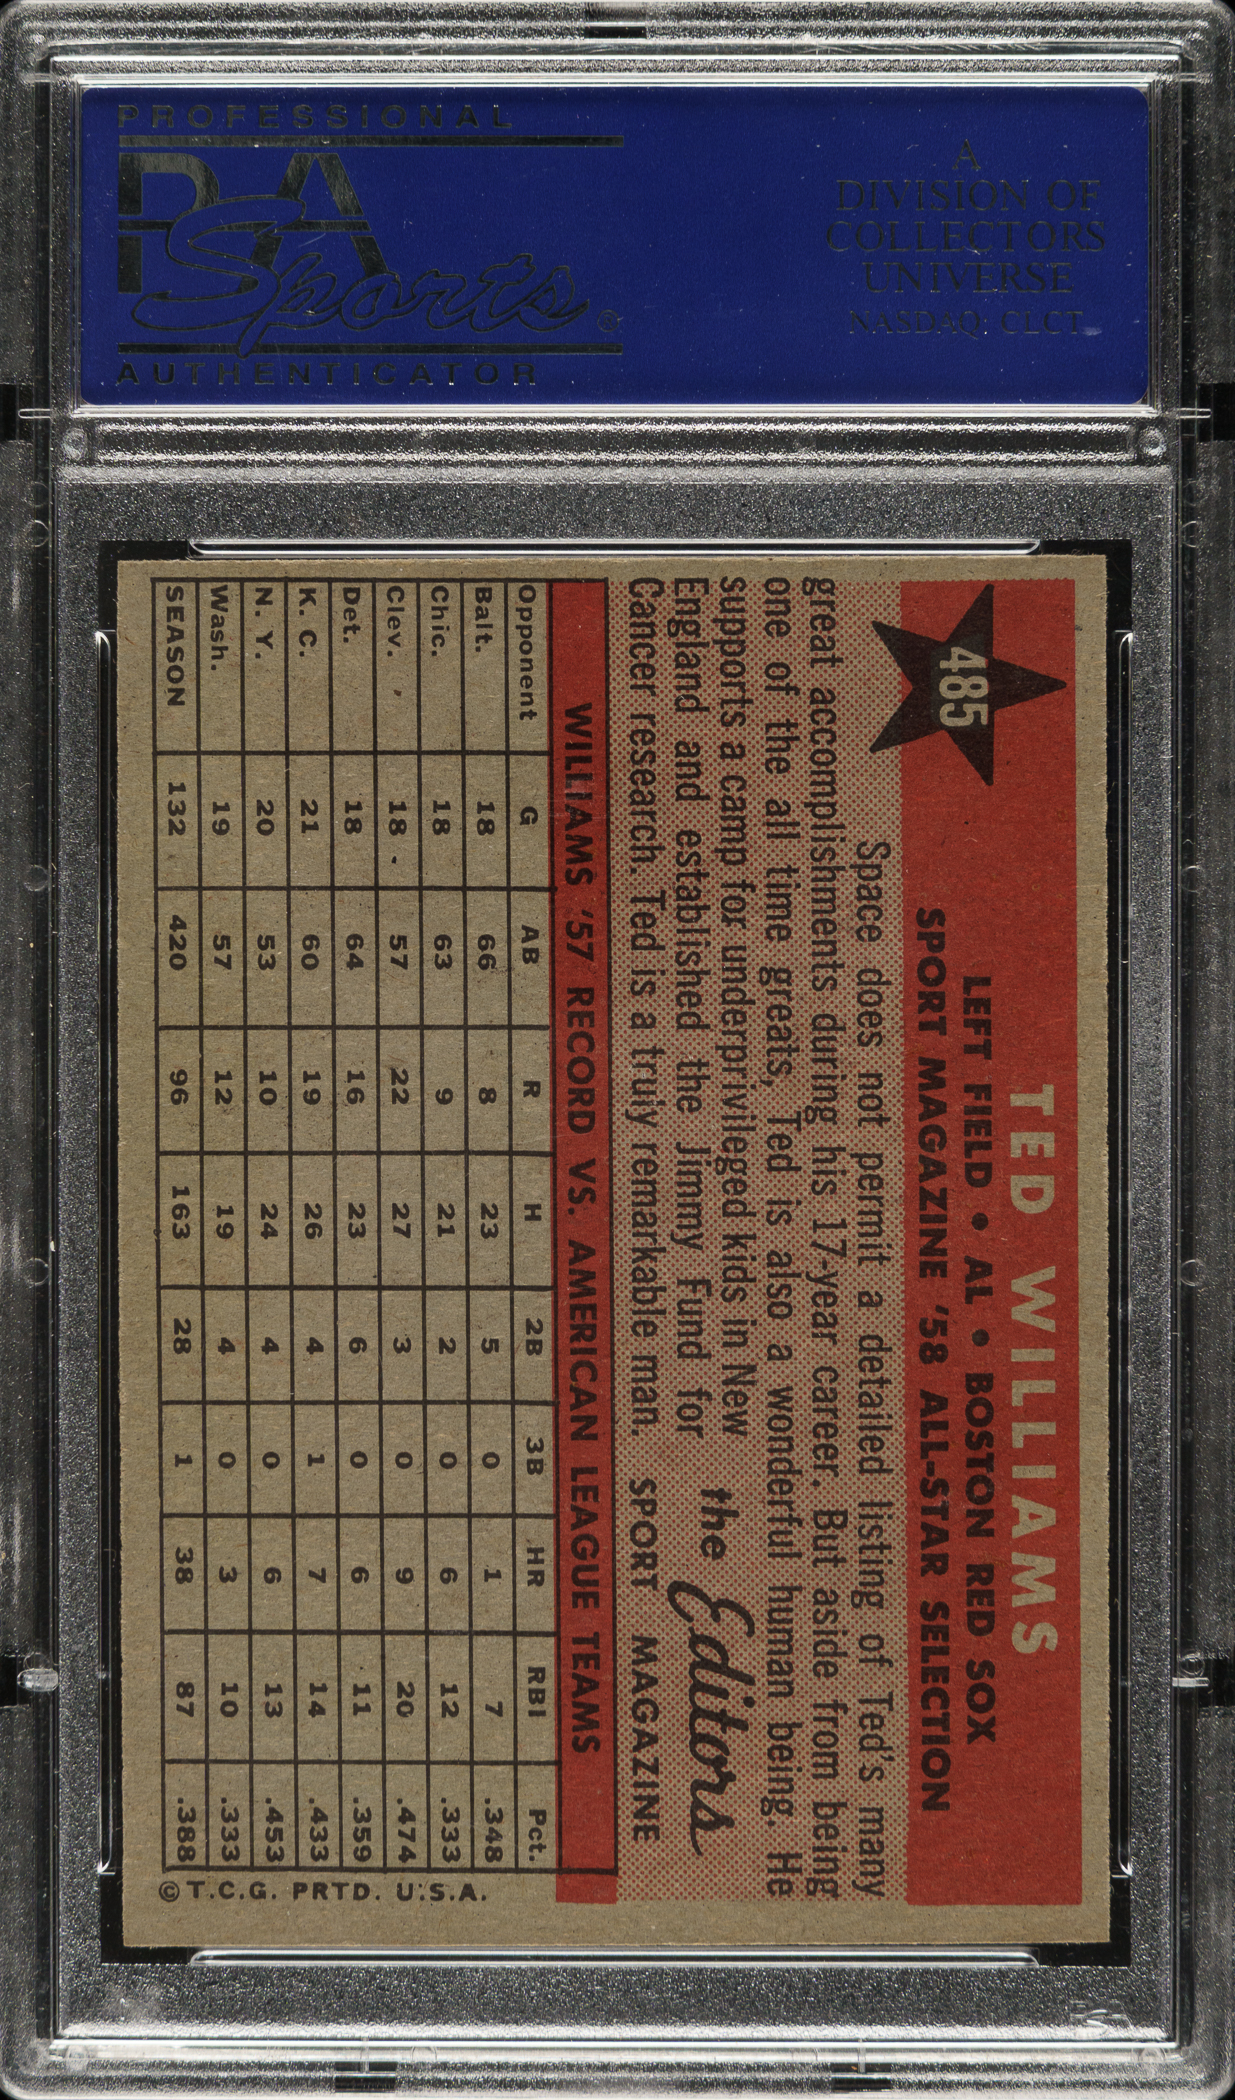 PROFESSIONAL
PSA
Sports ®
AUTHENTICATOR
A
DIVISION OF
COLLECTORS
UNIVERSE
NASDAQ: CLCT
485
TED WILLIAMS
LEFT FIELD • AL • BOSTON RED SOX
SPORT MAGAZINE '58 ALL-STAR SELECTION
Space does not permit a detailed listing of Ted's many
great accomplishments during his 17-year career. But aside from being
one of the all time greats, Ted is also a wonderful human being. He
supports a camp for underprivileged kids in New
England and established the Jimmy Fund for
Cancer research. Ted is a truly remarkable man.
the Editors
SPORT MAGAZINE
WILLIAMS '57 RECORD VS. AMERICAN LEAGUE TEAMS
Opponent G AB R H 2B 3B HR RBI Pct.
Balt. 18 66 8 23 5 0 1 7 .348
Chic. 18 63 9 21 2 0 6 12 .333
Clev. 18 57 22 27 3 0 9 20 .474
Det. 18 64 16 23 6 0 6 11 .359
K. C. 21 60 19 26 4 1 7 14 .433
N. Y. 20 53 10 24 4 0 6 13 .453
Wash. 19 57 12 19 4 0 3 10 .333
SEASON 132 420 96 163 28 1 38 87 .388
© T.C.G. PRTD. U.S.A.